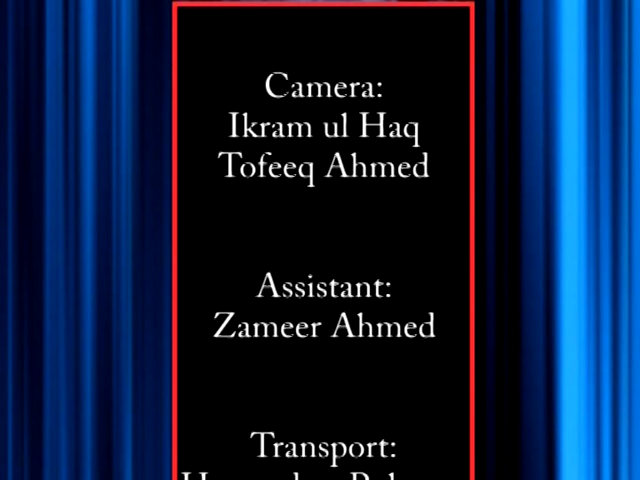 Camera:
Ikram ul Haq
Tofeeq Ahmed
Assistant:
Zameer Ahmed
Transport: